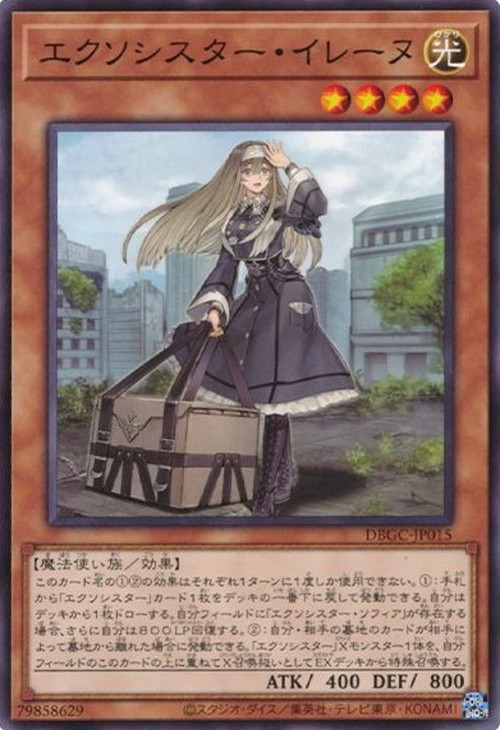 エクソシスター・イレーヌ
光
DBGC-JP015
【魔法使い族／効果】
このカード名の①②の効果はそれぞれ１ターンに１度しか使用できない。①：手札
から「エクソシスター」カード１枚をデッキの一番下に戻して発動できる。自分は
デッキから１枚ドローする。自分フィールドに「エクソシスター・ソフィア」が存在する
場合、さらに自分は８００LP回復する。②：自分・相手の墓地のカードが相手に
よって墓地から離れた場合に発動できる。「エクソシスター」Xモンスター１体を、自分
フィールドのこのカードの上に重ねてX召喚扱いとしてEXデッキから特殊召喚する。
ATK/ 400 DEF/ 800
79858629 ©スタジオ・ダイス／集英社・テレビ東京・KONAMI